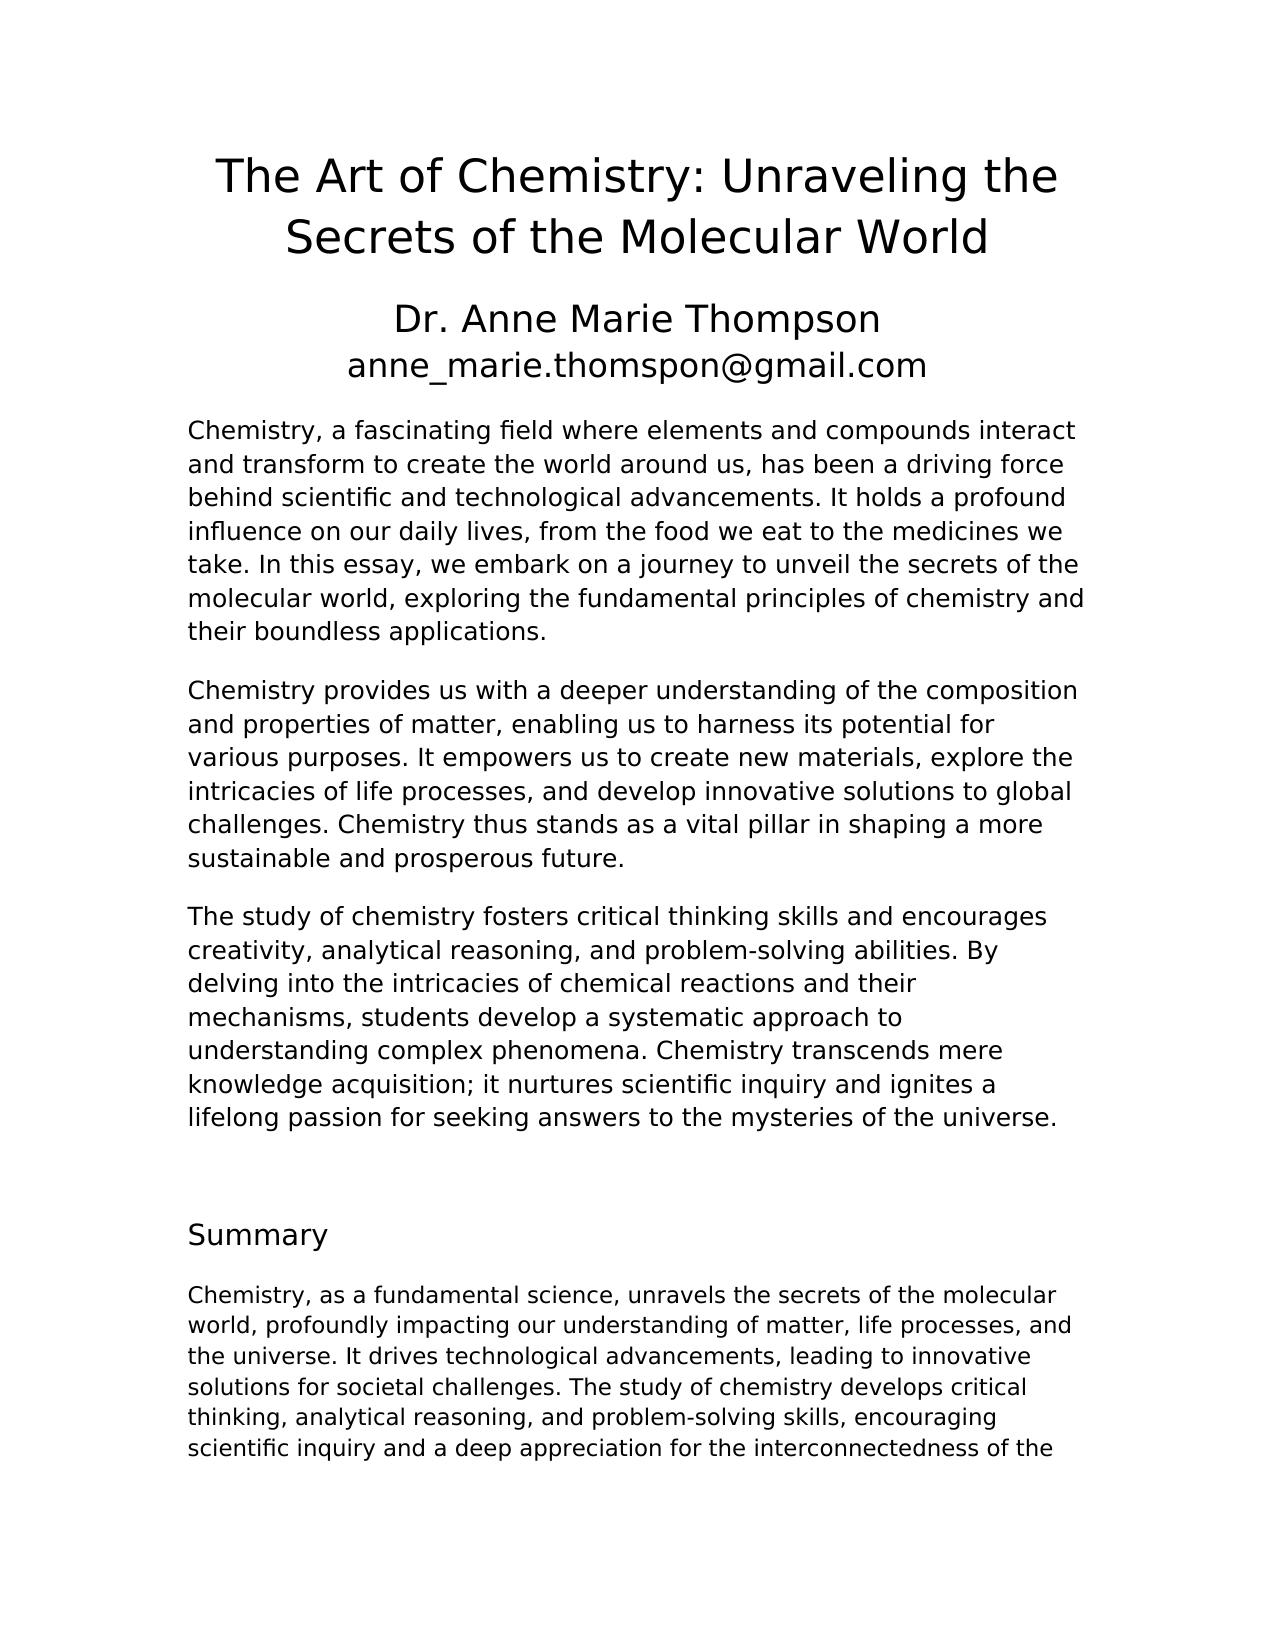 The Art of Chemistry: Unraveling the
Secrets of the Molecular World
Dr. Anne Marie Thompson
anne_marie.thomspon@gmail.com
Chemistry, a fascinating field where elements and compounds interact
and transform to create the world around us, has been a driving force
behind scientific and technological advancements. It holds a profound
influence on our daily lives, from the food we eat to the medicines we
take. In this essay, we embark on a journey to unveil the secrets of the
molecular world, exploring the fundamental principles of chemistry and
their boundless applications.
Chemistry provides us with a deeper understanding of the composition
and properties of matter, enabling us to harness its potential for
various purposes. It empowers us to create new materials, explore the
intricacies of life processes, and develop innovative solutions to global
challenges. Chemistry thus stands as a vital pillar in shaping a more
sustainable and prosperous future.
The study of chemistry fosters critical thinking skills and encourages
creativity, analytical reasoning, and problem-solving abilities. By
delving into the intricacies of chemical reactions and their
mechanisms, students develop a systematic approach to
understanding complex phenomena. Chemistry transcends mere
knowledge acquisition; it nurtures scientific inquiry and ignites a
lifelong passion for seeking answers to the mysteries of the universe.
Summary
Chemistry, as a fundamental science, unravels the secrets of the molecular
world, profoundly impacting our understanding of matter, life processes, and
the universe. It drives technological advancements, leading to innovative
solutions for societal challenges. The study of chemistry develops critical
thinking, analytical reasoning, and problem-solving skills, encouraging
scientific inquiry and a deep appreciation for the interconnectedness of the